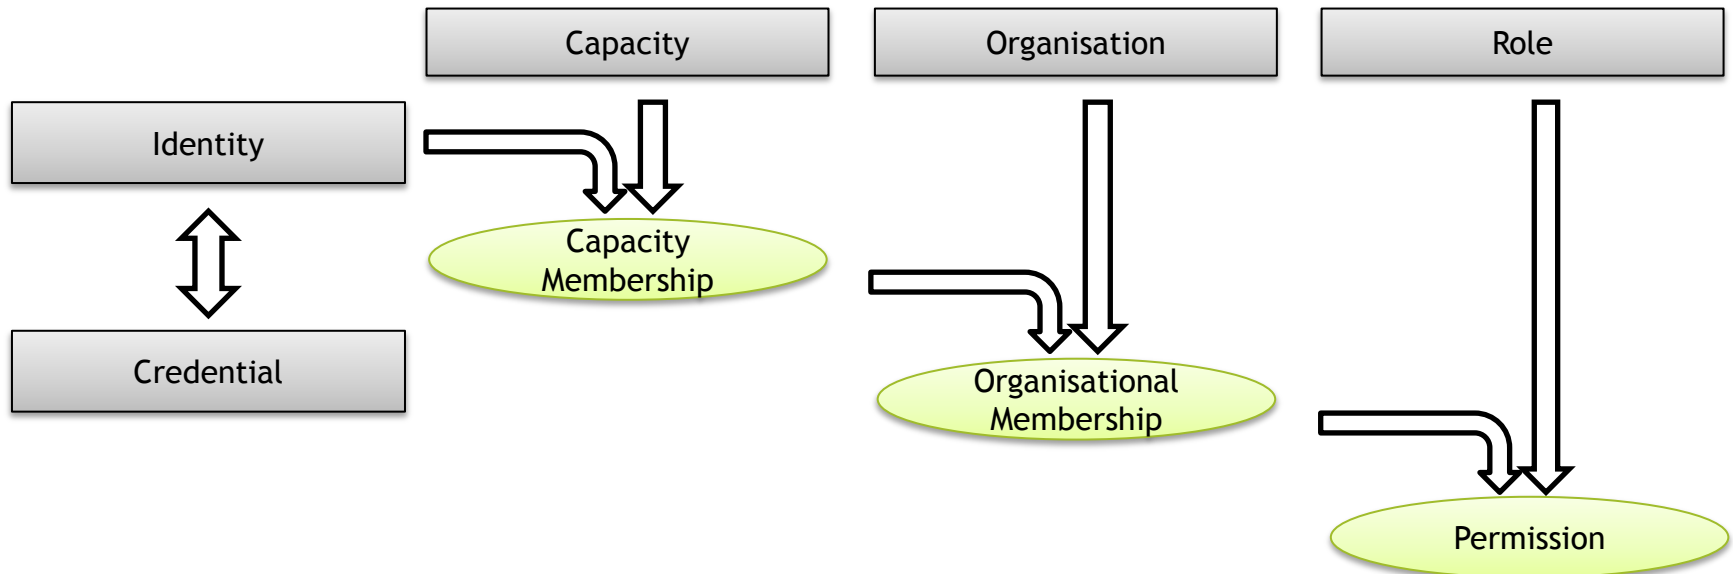 Capacity
Organisation
Role
Identity
Capacity
Membership
Credential
Organisational
Membership
Permission